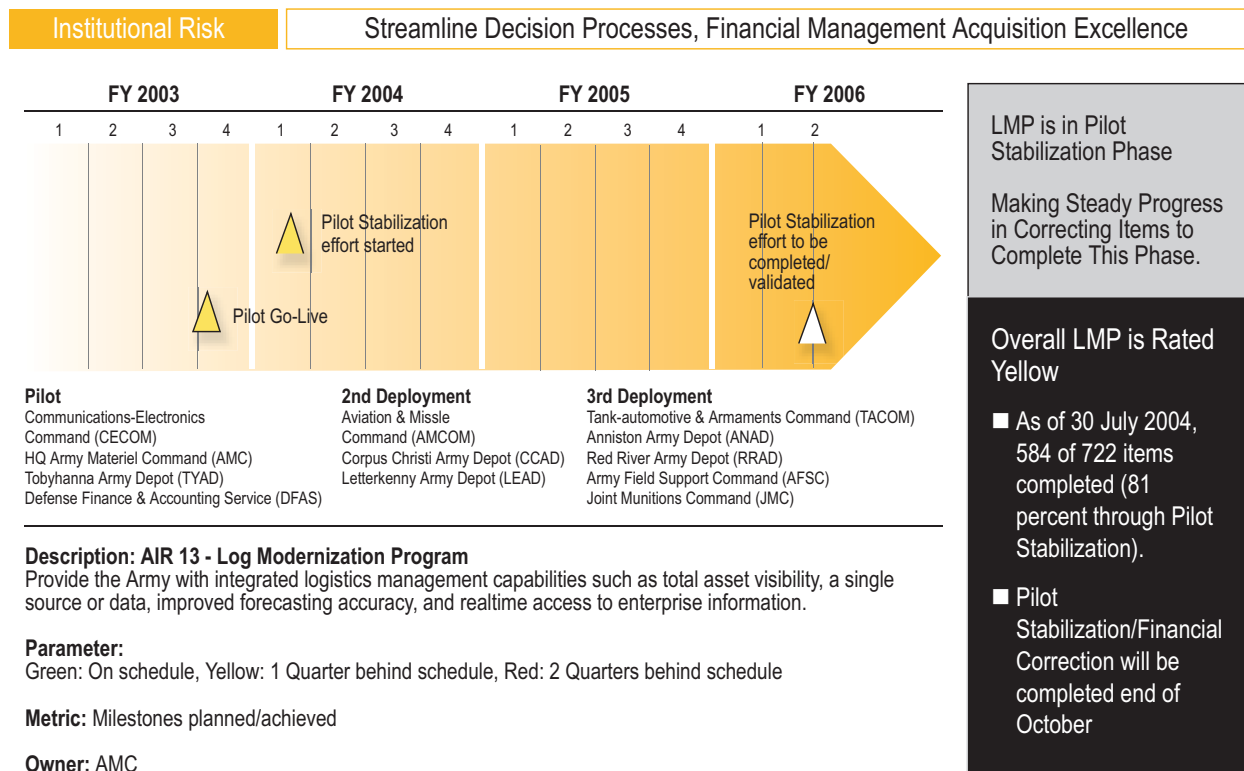 Institutional Risk
Streamline Decision Processes, Financial Management Acquisition Excellence
FY 2003
FY 2004
FY 2005
FY 2006
1 2 3 4 1 2 3 4 1 2 3 4 1 2
Pilot Stabilization
effort started
Pilot Go-Live
Pilot Stabilization
effort to be
completed/
validated
Pilot
Communications-Electronics
Command (CECOM)
HQ Army Materiel Command (AMC)
Tobyhanna Army Depot (TYAD)
Defense Finance & Accounting Service (DFAS)
2nd Deployment
Aviation & Missle
Command (AMCOM)
Corpus Christi Army Depot (CCAD)
Letterkenny Army Depot (LEAD)
3rd Deployment
Tank-automotive & Armaments Command (TACOM)
Anniston Army Depot (ANAD)
Red River Army Depot (RRAD)
Army Field Support Command (AFSC)
Joint Munitions Command (JMC)
Description: AIR 13 - Log Modernization Program
Provide the Army with integrated logistics management capabilities such as total asset visibility, a single
source or data, improved forecasting accuracy, and realtime access to enterprise information.
Parameter:
Green: On schedule, Yellow: 1 Quarter behind schedule, Red: 2 Quarters behind schedule
Metric: Milestones planned/achieved
Owner: AMC
LMP is in Pilot
Stabilization Phase
Making Steady Progress
in Correcting Items to
Complete This Phase.
Overall LMP is Rated
Yellow
■ As of 30 July 2004,
584 of 722 items
completed (81
percent through Pilot
Stabilization).
■ Pilot
Stabilization/Financial
Correction will be
completed end of
October